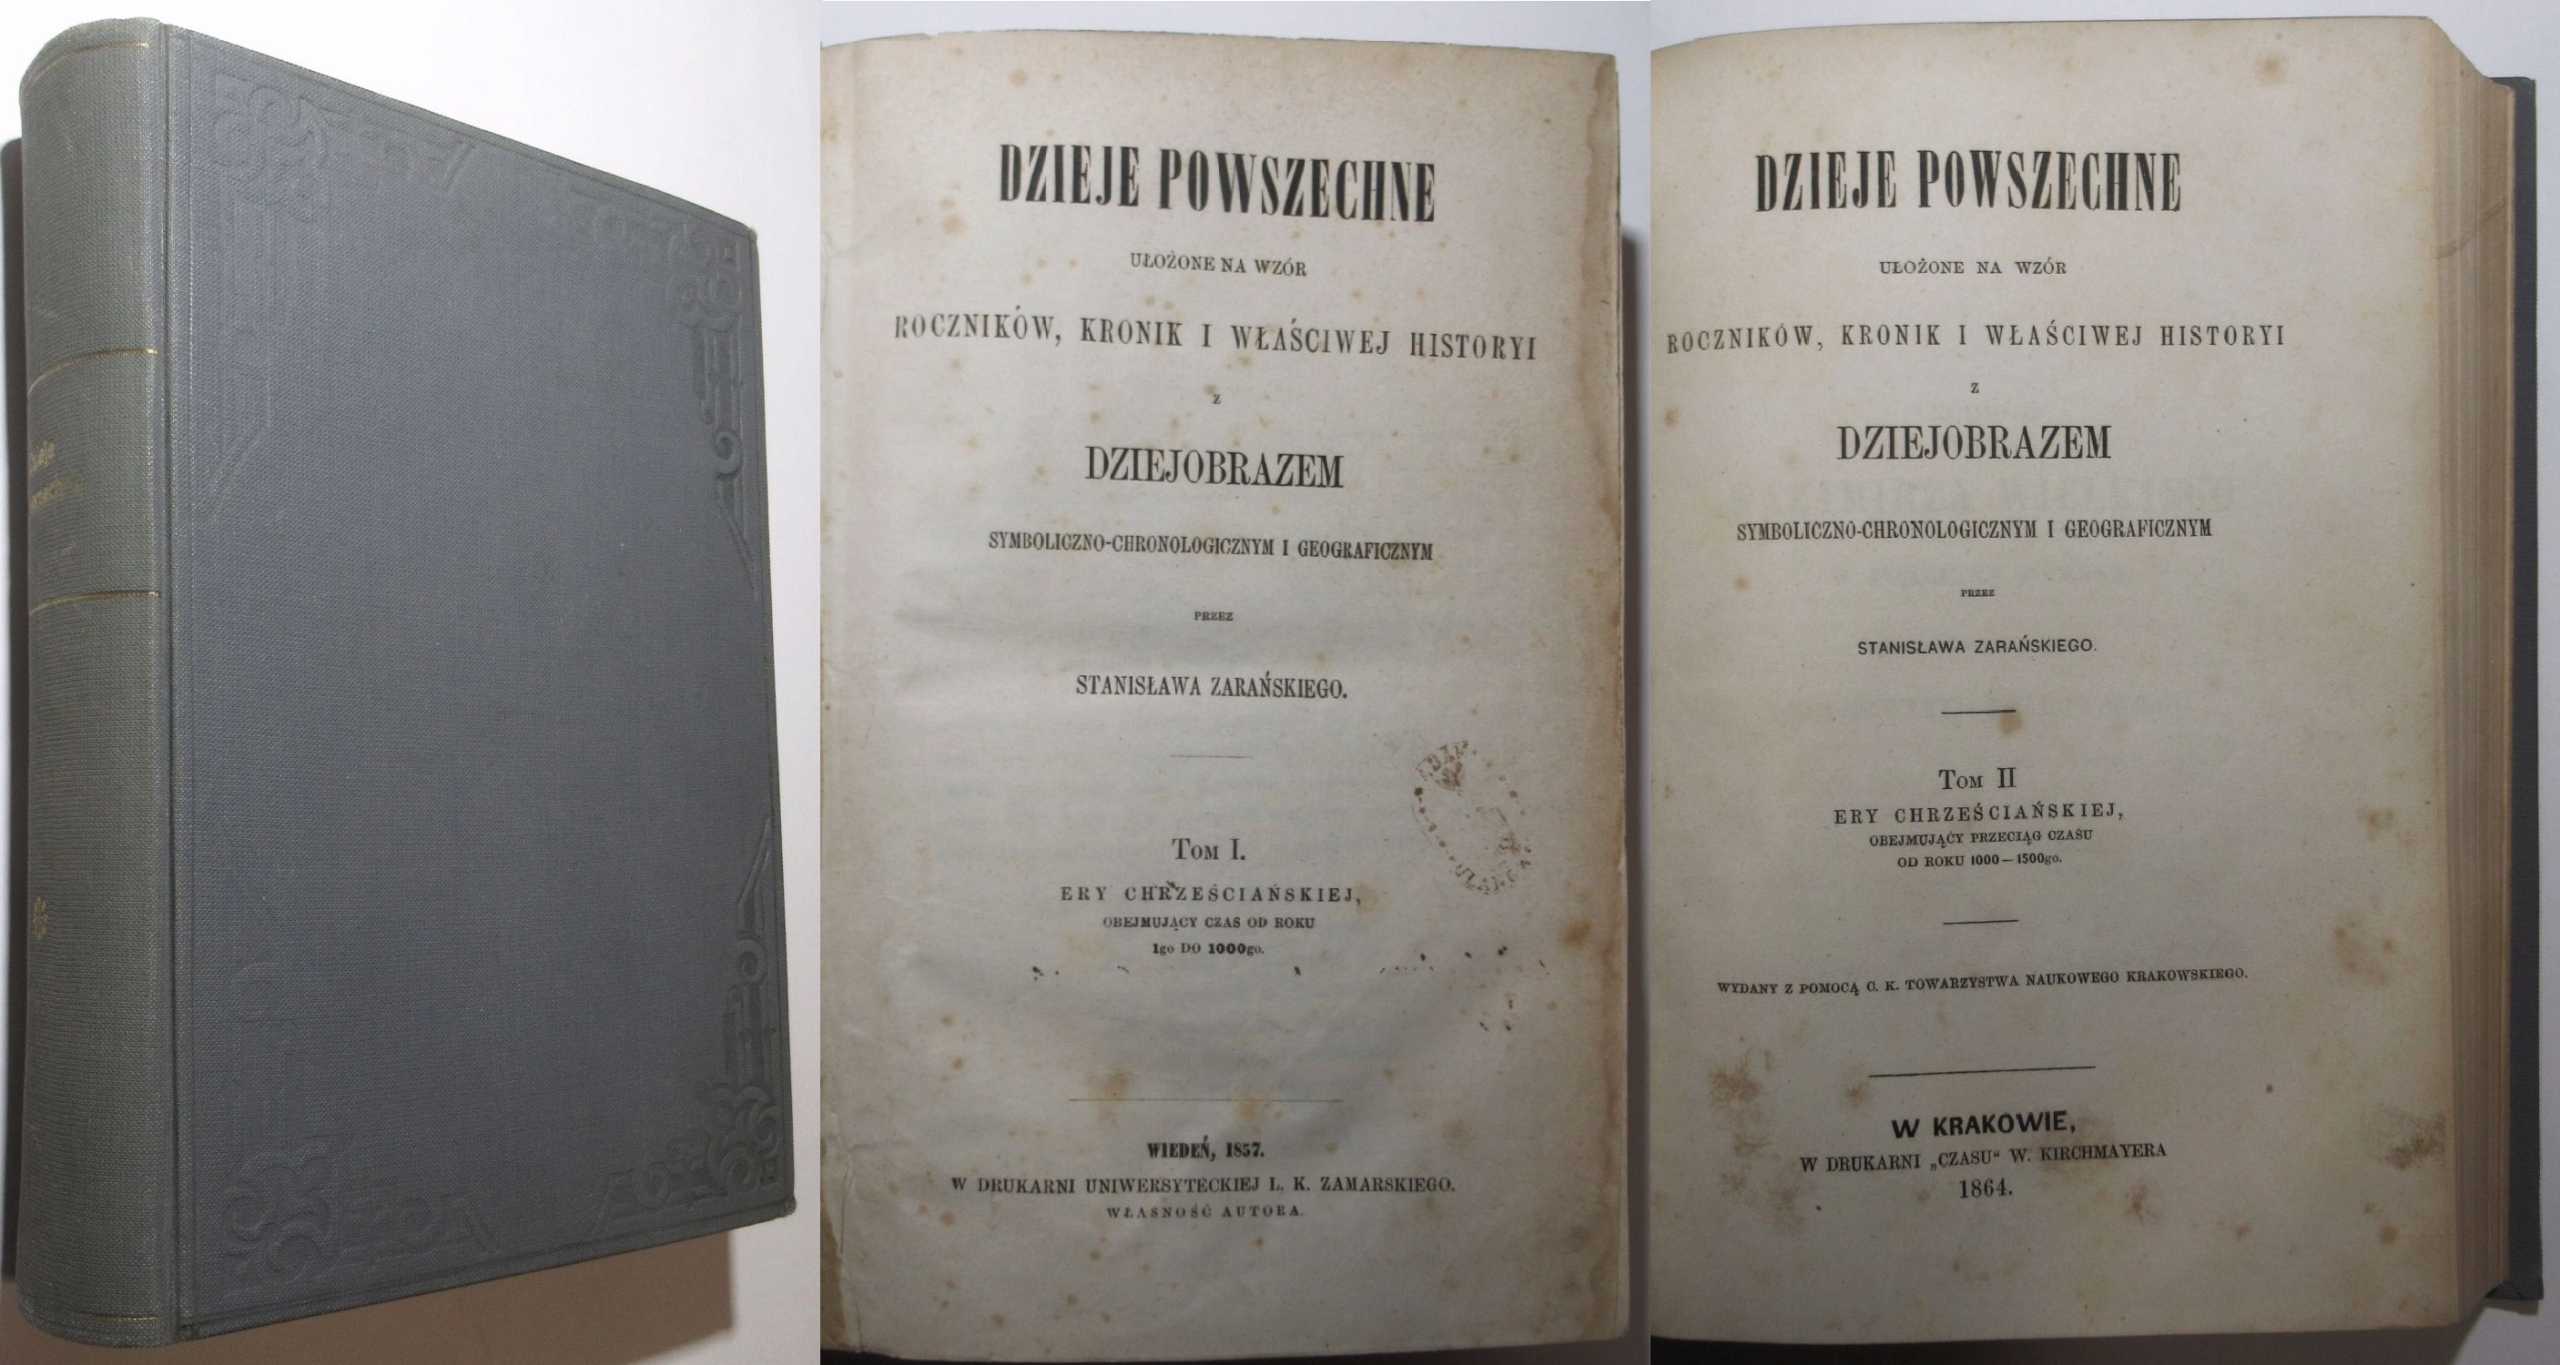 Dzieje
DZIEJE POWSZECHNE
UŁOŻONE NA WZÓR
ROCZNIKÓW, KRONIK I WŁAŚCIWEJ HISTORYI
Z
DZIEJOBRAZEM
SYMBOLICZNO-CHRONOLOGICZNYM I GEOGRAFICZNYM
PRZEZ
STANISŁAWA ZARAŃSKIEGO.
TOM I.
ERY CHRZEŚCIAŃSKIEJ,
OBEJMUJĄCY CZAS OD ROKU
1go DO 1000go.
WIEDEŃ, 1857.
W DRUKARNI UNIWERSYTECKIEJ L. K. ZAMARSKIEGO.
WŁASNOŚĆ AUTORA.
DZIEJE POWSZECHNE
UŁOŻONE NA WZÓR
ROCZNIKÓW, KRONIK I WŁAŚCIWEJ HISTORYI
Z
DZIEJOBRAZEM
SYMBOLICZNO-CHRONOLOGICZNYM I GEOGRAFICZNYM
PRZEZ
STANISŁAWA ZARAŃSKIEGO.
TOM II
ERY CHRZEŚCIAŃSKIEJ,
OBEJMUJĄCY PRZECIĄG CZASU
OD ROKU 1000—1500go.
WYDANY Z POMOCĄ C. K. TOWARZYSTWA NAUKOWEGO KRAKOWSKIEGO.
W KRAKOWIE,
W DRUKARNI „CZASU“ W. KIRCHMAYERA
1864.